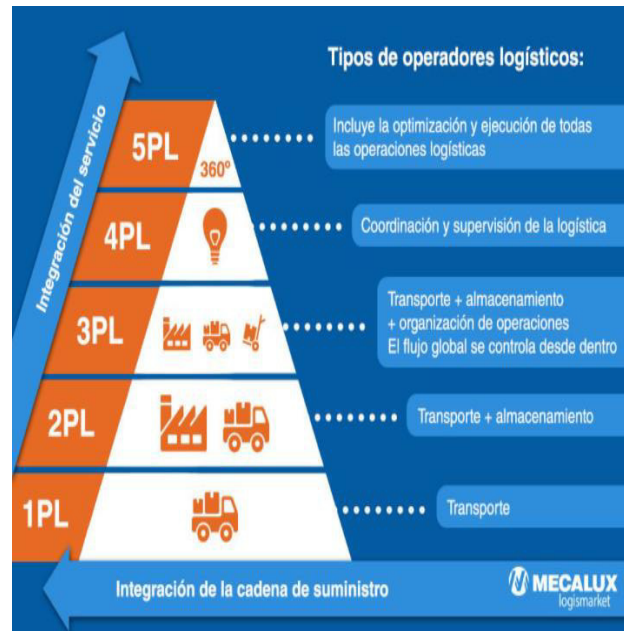 Tipos de operadores logísticos:
Integración del servicio
5PL
360º
Incluye la optimización y ejecución de todas
las operaciones logísticas
4PL
Coordinación y supervisión de la logística
3PL
Transporte + almacenamiento
+ organización de operaciones
El flujo global se controla desde dentro
2PL
Transporte + almacenamiento
1PL
Transporte
Integración de la cadena de suministro
MECALUX
logismarket